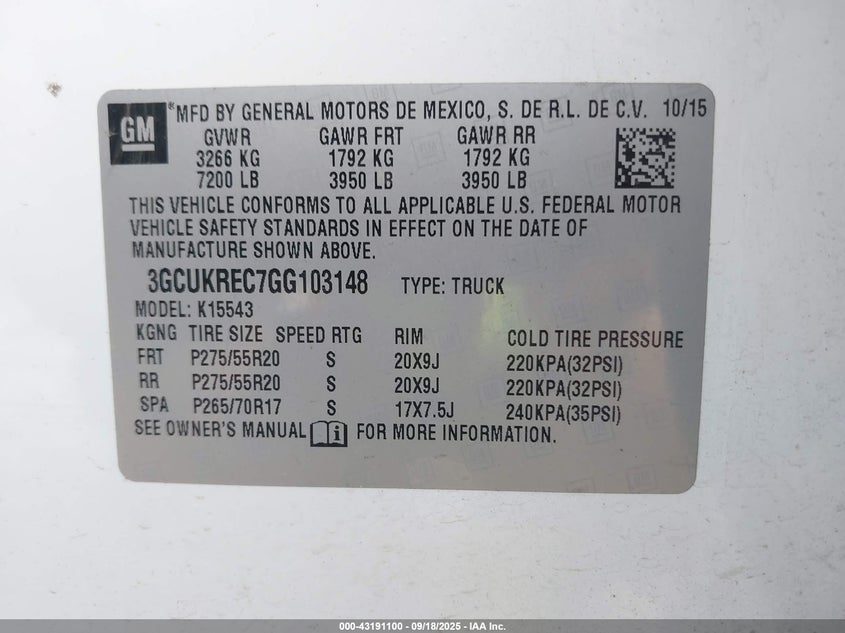 GM
*MFD BY GENERAL MOTORS DE MEXICO, S. DE R.L. DE C.V. 10/15
GVWR GAWR FRT GAWR RR
3266 KG 1792 KG 1792 KG
7200 LB 3950 LB 3950 LB
THIS VEHICLE CONFORMS TO ALL APPLICABLE U.S. FEDERAL MOTOR
VEHICLE SAFETY STANDARDS IN EFFECT ON THE DATE OF
MANUFACTURE SHOWN ABOVE.
3GCUKREC7GG103148 TYPE: TRUCK
MODEL: K15543
KGNG TIRE SIZE SPEED RTG RIM COLD TIRE PRESSURE
FRT P275/55R20 S 20X9J 220KPA(32PSI)
RR P275/55R20 S 20X9J 220KPA(32PSI)
SPA P265/70R17 S 17X7.5J 240KPA(35PSI)
SEE OWNER'S MANUAL i FOR MORE INFORMATION.
000-43191100 - 09/18/2025 - IAA Inc.